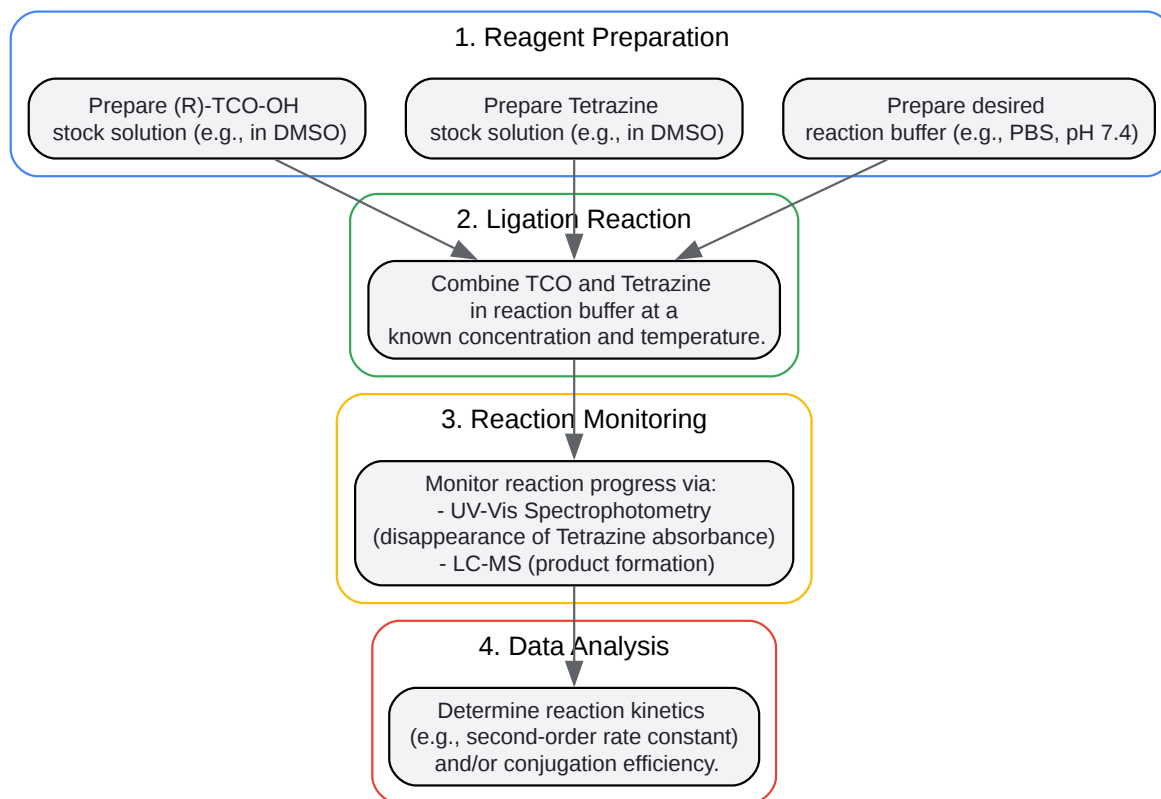 1. Reagent Preparation
Prepare (R)-TCO-OH
stock solution (e.g., in DMSO)
Prepare Tetrazine
stock solution (e.g., in DMSO)
Prepare desired
reaction buffer (e.g., PBS, pH 7.4)
2. Ligation Reaction
Combine TCO and Tetrazine
in reaction buffer at a
known concentration and temperature.
3. Reaction Monitoring
Monitor reaction progress via:
- UV-Vis Spectrophotometry
(disappearance of Tetrazine absorbance)
- LC-MS (product formation)
4. Data Analysis
Determine reaction kinetics
(e.g., second-order rate constant)
and/or conjugation efficiency.